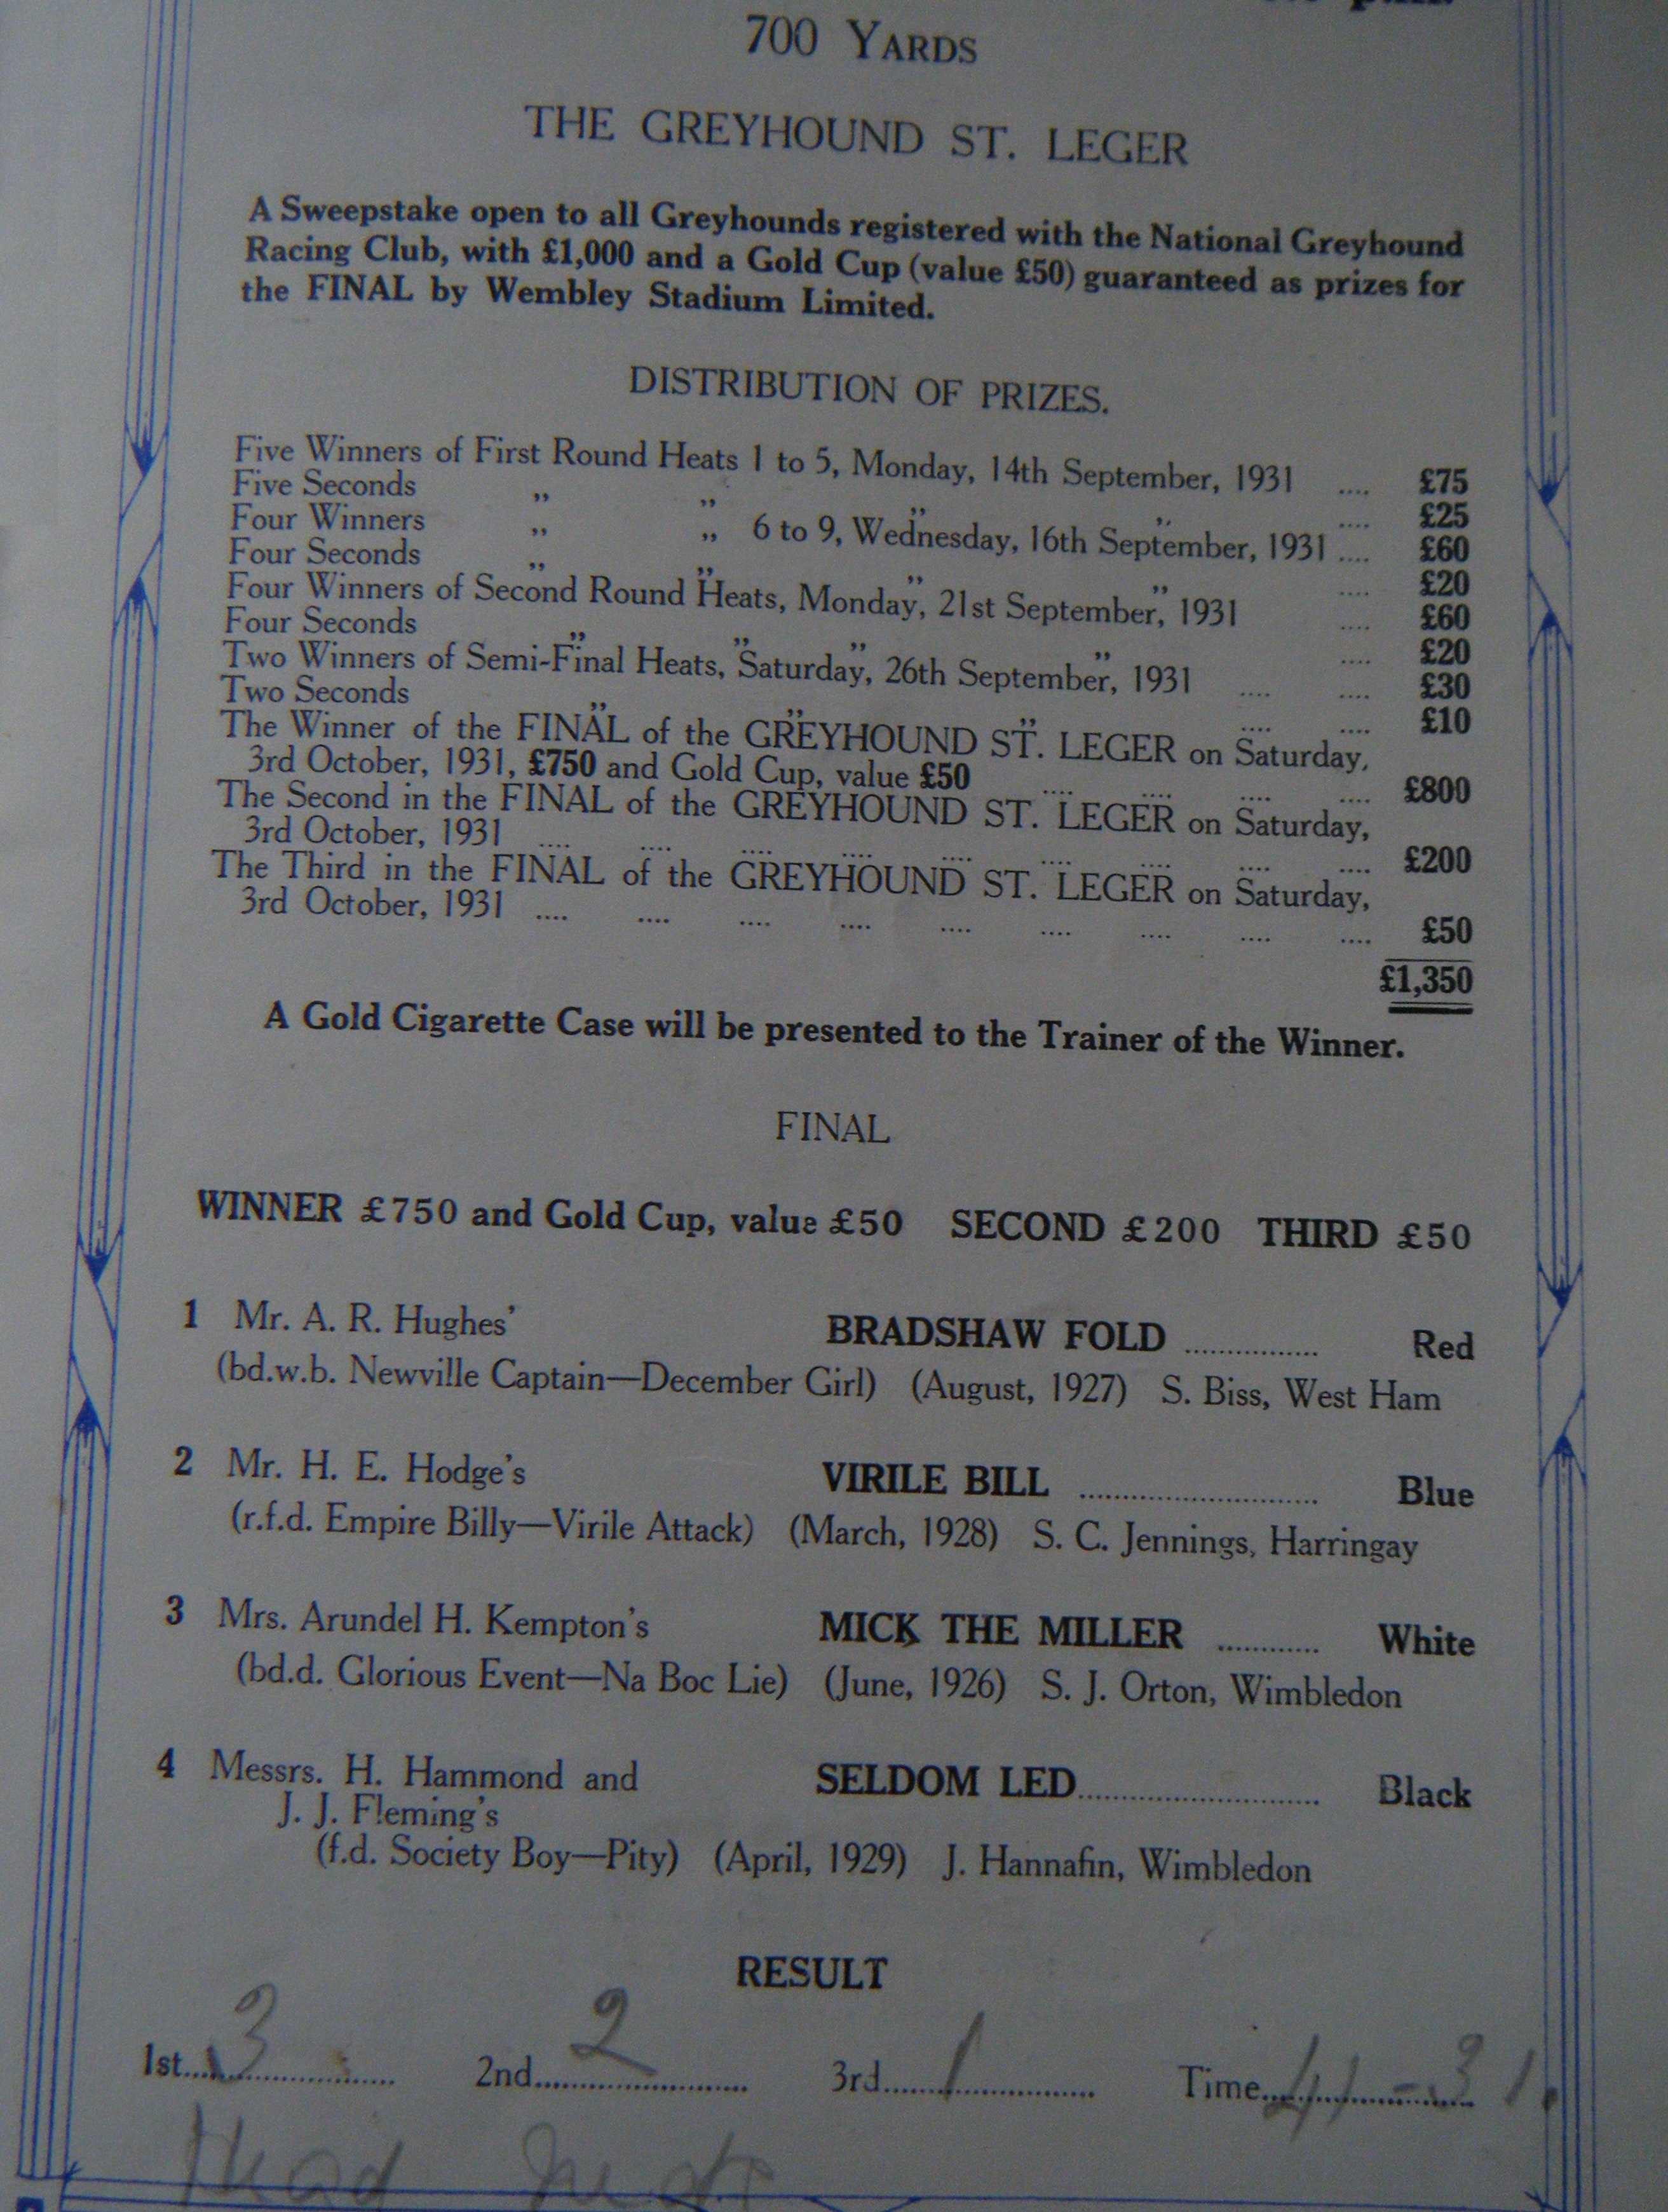 700 YARDS
THE GREYHOUND ST. LEGER
A Sweepstake open to all Greyhounds registered with the National Greyhound
Racing Club, with £1,000 and a Gold Cup (value £50) guaranteed as prizes for
the FINAL by Wembley Stadium Limited.
DISTRIBUTION OF PRIZES.
Five Winners of First Round Heats 1 to 5, Monday, 14th September, 1931 .... £75
Five Seconds ,, ,, ,, ,, .... £25
Four Winners ,, ,, 6 to 9, Wednesday, 16th September, 1931 .... £60
Four Seconds ,, ,, ,, ,, .... £20
Four Winners of Second Round Heats, Monday, 21st September, 1931 .... £60
Four Seconds ,, ,, ,, ,, .... £20
Two Winners of Semi-Final Heats, Saturday, 26th September, 1931 .... .... £30
Two Seconds ,, ,, ,, .... .... £10
The Winner of the FINAL of the GREYHOUND ST. LEGER on Saturday,
3rd October, 1931, £750 and Gold Cup, value £50 .... .... .... .... £800
The Second in the FINAL of the GREYHOUND ST. LEGER on Saturday,
3rd October, 1931 .... .... .... .... .... .... .... .... .... £200
The Third in the FINAL of the GREYHOUND ST. LEGER on Saturday,
3rd October, 1931 .... .... .... .... .... .... .... .... .... £50
£1,350
A Gold Cigarette Case will be presented to the Trainer of the Winner.
FINAL
WINNER £750 and Gold Cup, value £50 SECOND £200 THIRD £50
1 Mr. A. R. Hughes' BRADSHAW FOLD ................ Red
(bd.w.b. Newville Captain—December Girl) (August, 1927) S. Biss, West Ham
2 Mr. H. E. Hodge's VIRILE BILL ............................ Blue
(r.f.d. Empire Billy—Virile Attack) (March, 1928) S. C. Jennings, Harringay
3 Mrs. Arundel H. Kempton's MICK THE MILLER ............ White
(bd.d. Glorious Event—Na Boc Lie) (June, 1926) S. J. Orton, Wimbledon
4 Messrs. H. Hammond and SELDOM LED............................ Black
J. J. Fleming's
(f.d. Society Boy—Pity) (April, 1929) J. Hannafin, Wimbledon
RESULT
1st....3.... 2nd....2.... 3rd....1.... Time....